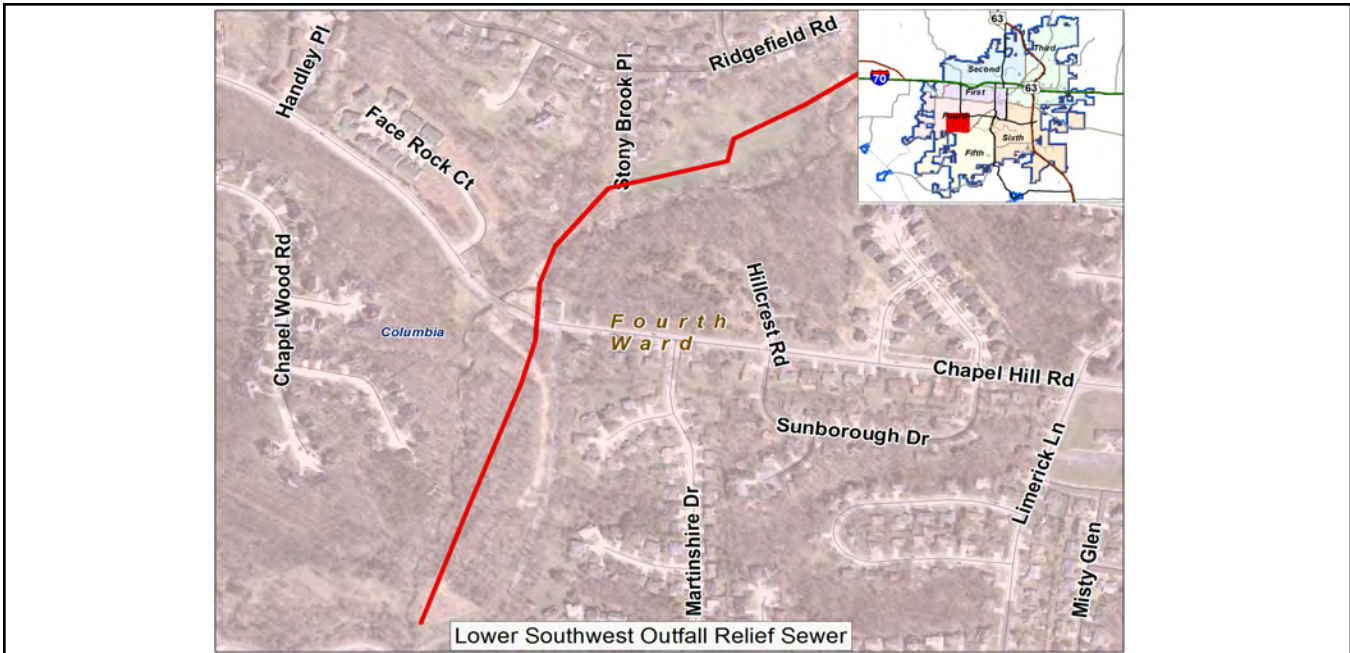 Handley Pl
Face Rock Ct
Stony Brook Pl
Ridgefield Rd
63
Third
Second
70
63
First
Fourth
Sixth
Fifth
Chapel Wood Rd
Columbia
Fourth
Ward
Hillcrest Rd
Chapel Hill Rd
Sunborough Dr
Limerick Ln
Martinshire Dr
Misty Glen
Lower Southwest Outfall Relief Sewer